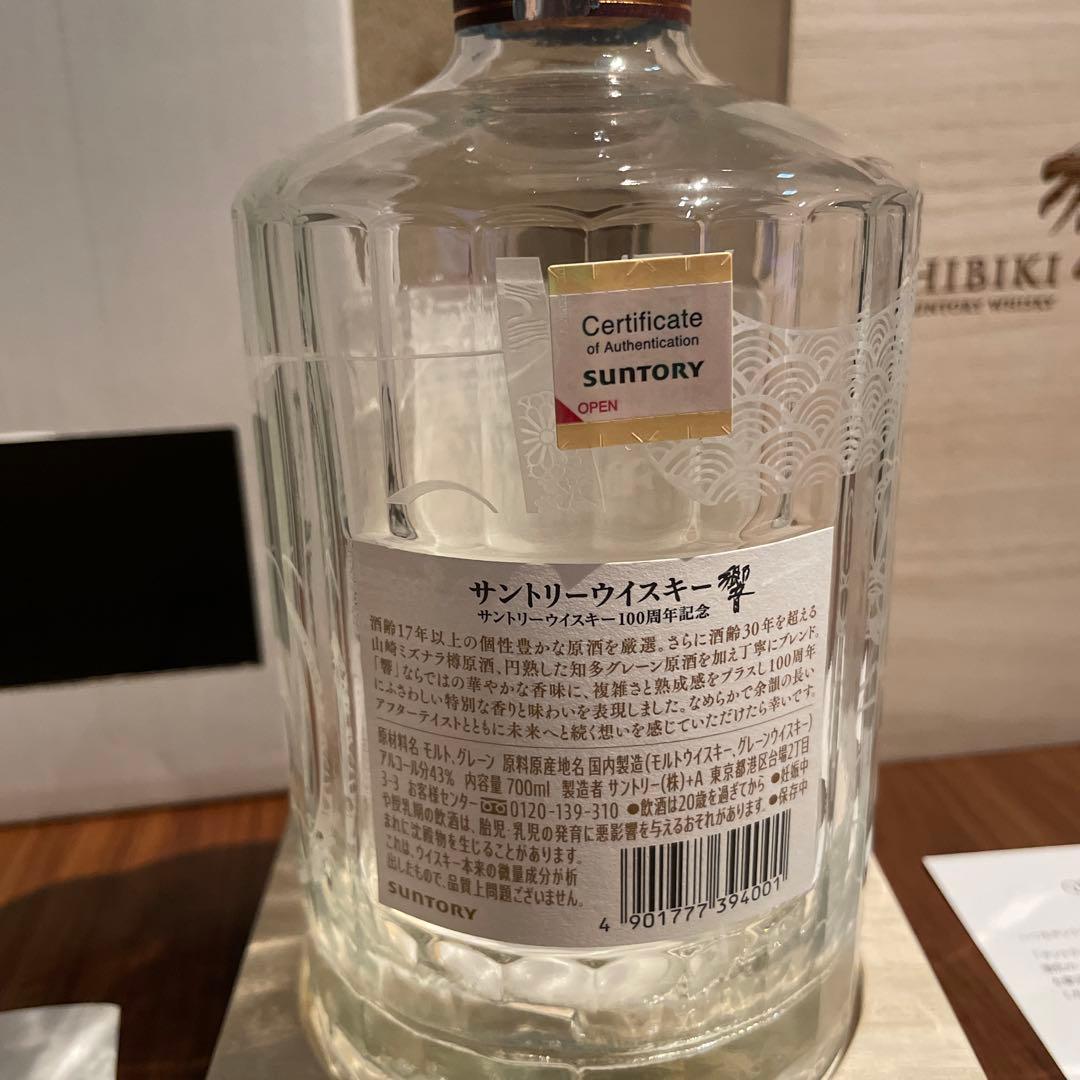 Certificate
of Authentication
SUNTORY
OPEN
HIBIKI
SUNTORY WHISKY
サントリーウイスキー 響
サントリーウイスキー100周年記念
酒齢17年以上の個性豊かな原酒を厳選。さらに酒齢30年を超える
山崎ミズナラ樽原酒、円熟した知多グレーン原酒を加え丁寧にブレンド。
「響」ならではの華やかな香味に、複雑さと熟成感をプラスし100周年
にふさわしい特別な香りと味わいを表現しました。なめらかで余韻の長い
アフターテイストとともに未来へと続く想いを感じていただけたら幸いです。
原材料名 モルト、グレーン 原料原産地名 国内製造(モルトウイスキー、グレーンウイスキー)
アルコール分43% 内容量 700ml 製造者 サントリー(株)+A 東京都港区台場2丁目
3-3 お客様センター 0120-139-310 ●飲酒は20歳を過ぎてから ●妊娠中
や授乳期の飲酒は、胎児・乳児の発育に悪影響を与えるおそれがあります。 ●保存中
まれに沈殿物を生じることがあります。
これは、ウイスキー本来の微量成分が析
出したもので、品質上問題ございません。
SUNTORY
4 901777 394001